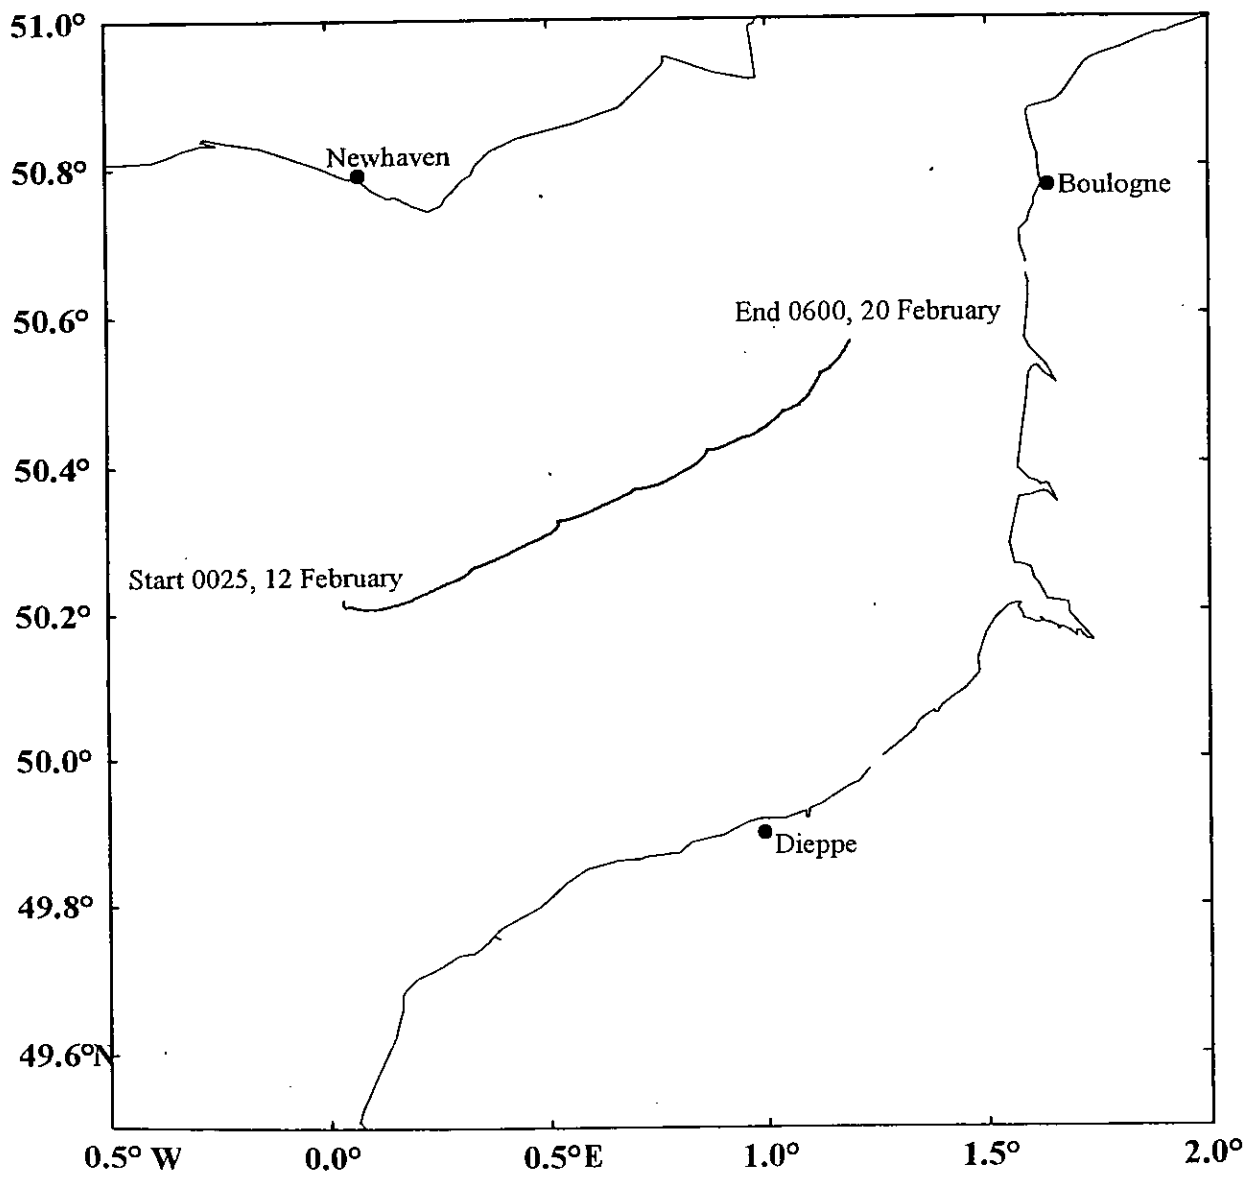 51.0°
Newhaven
50.8°
Boulogne
50.6°
End 0600, 20 February
50.4°
Start 0025, 12 February
50.2°
50.0°
Dieppe
49.8°
49.6°N
0.5° W 0.0° 0.5°E 1.0° 1.5° 2.0°